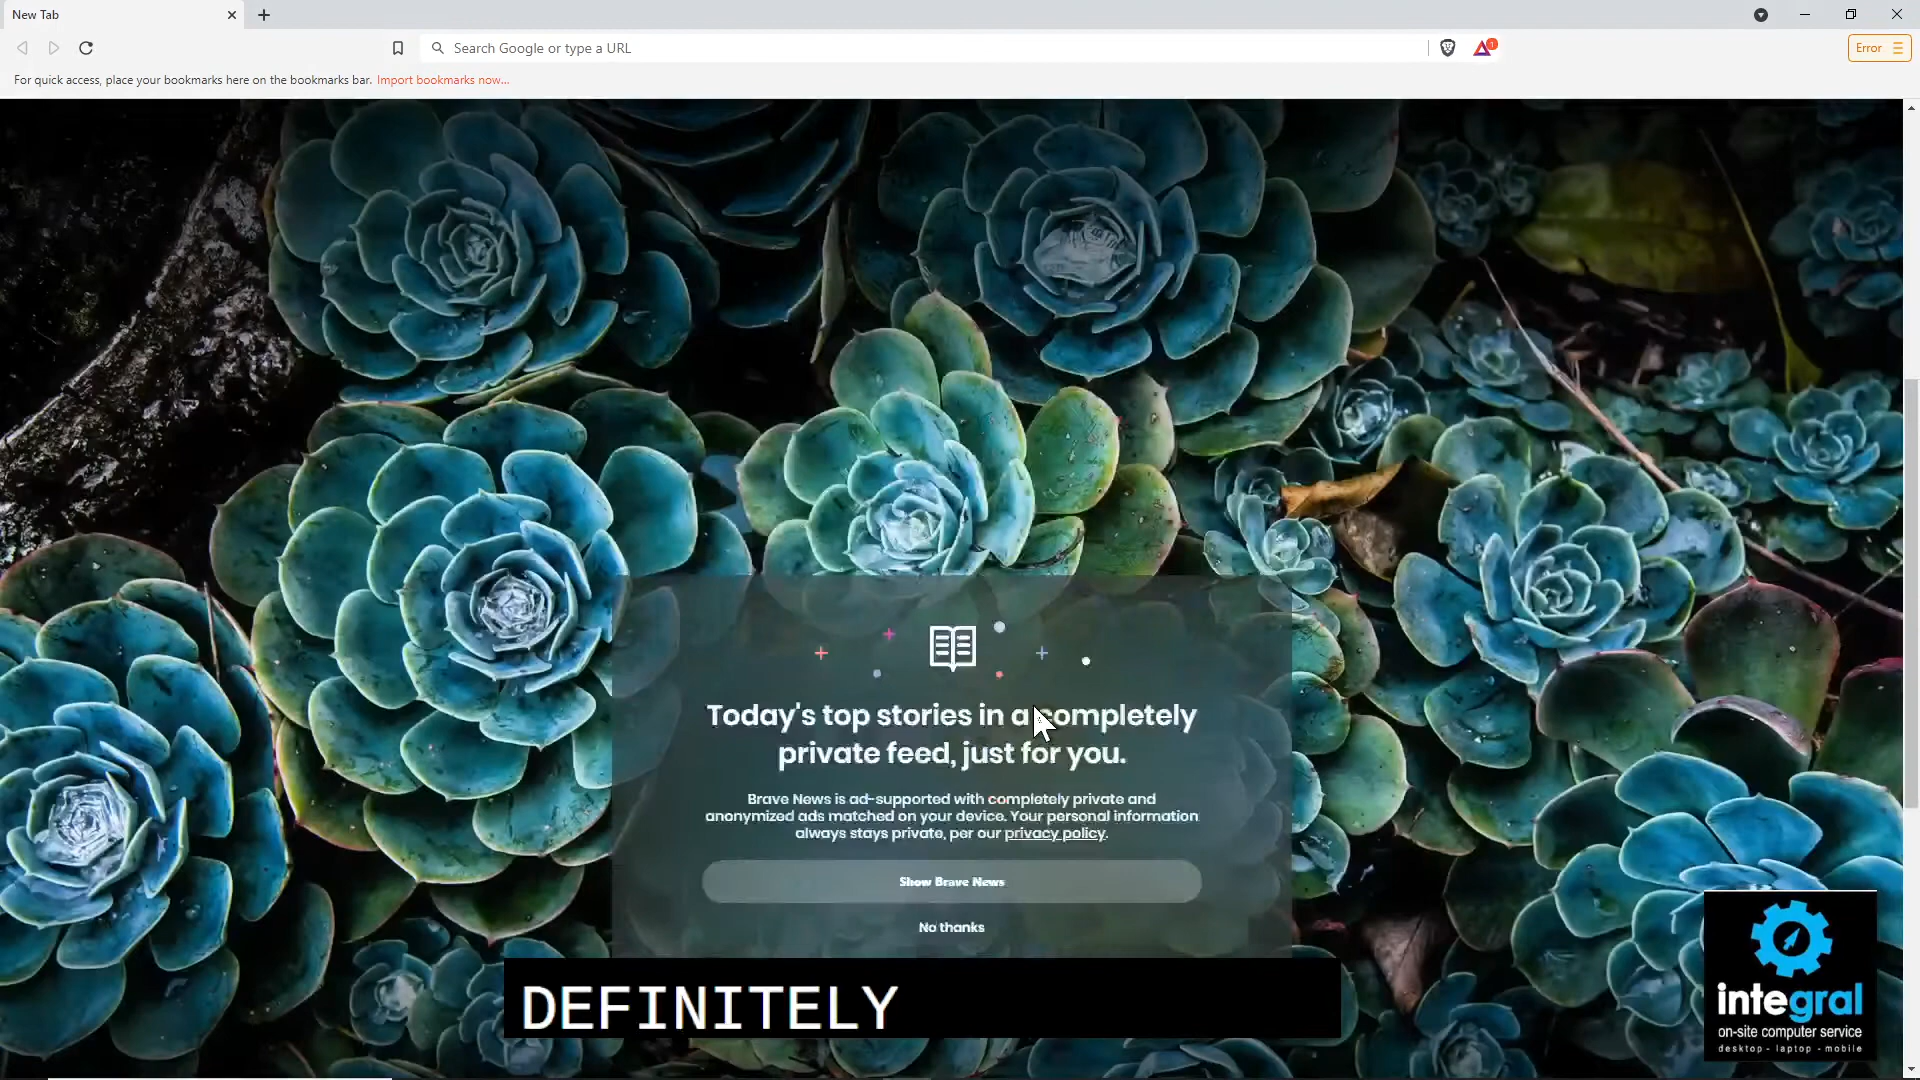 New Tab
Search Google or type a URL
1
Error
For quick access, place your bookmarks here on the bookmarks bar. Import bookmarks now...
Today's top stories in a completely
private feed, just for you.
Brave News is ad-supported with completely private and
anonymized ads matched on your device. Your personal information
always stays private, per our privacy policy.
Show Brave News
No thanks
DEFINITELY
integral
on-site computer service
desktop - laptop - mobile